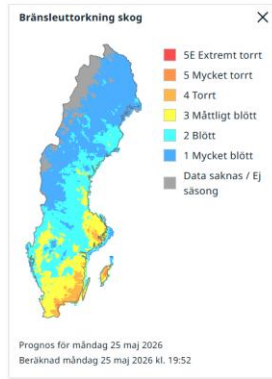 Bränsleuttorkning skog
5E Extremt torrt
5 Mycket torrt
4 Torrt
3 Måttligt blött
2 Blött
1 Mycket blött
Data saknas / Ej
säsong
Prognos för måndag 25 maj 2026
Beräknad måndag 25 maj 2026 kl. 19:52